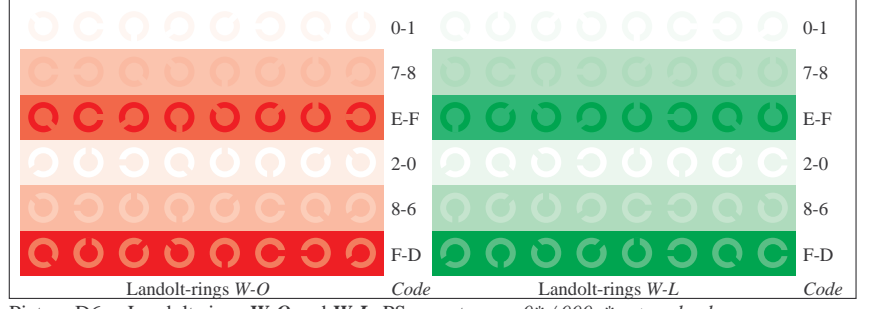 0-1 0-1
7-8 7-8
E-F E-F
2-0 2-0
8-6 8-6
F-D F-D
Landolt-rings W-O Code Landolt-rings W-L Code